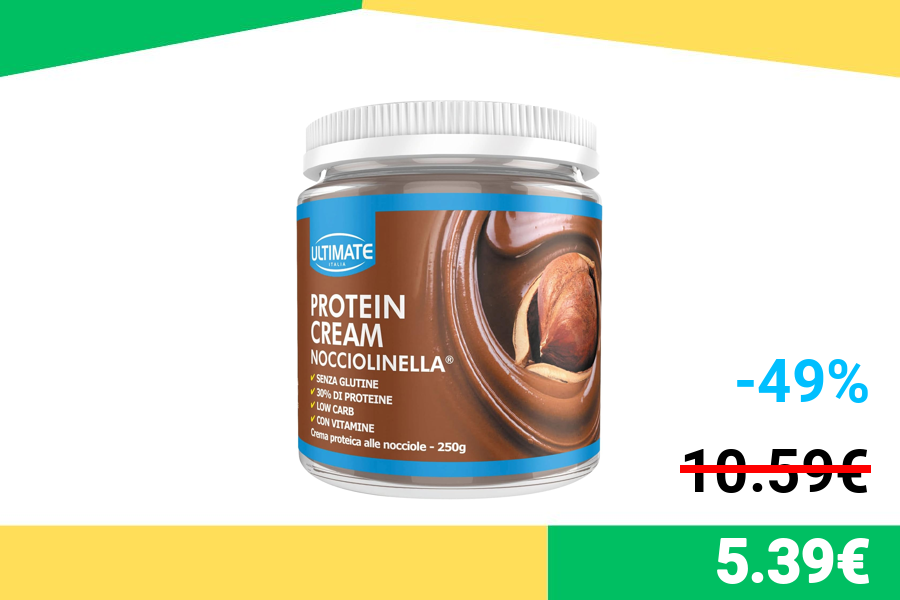 ULTIMATE
ITALIA
PROTEIN
CREAM
NOCCIOLINELLA®
✓ SENZA GLUTINE
✓ 30% DI PROTEINE
✓ LOW CARB
✓ CON VITAMINE
Crema proteica alle nocciole - 250g
-49%
10.59€
5.39€